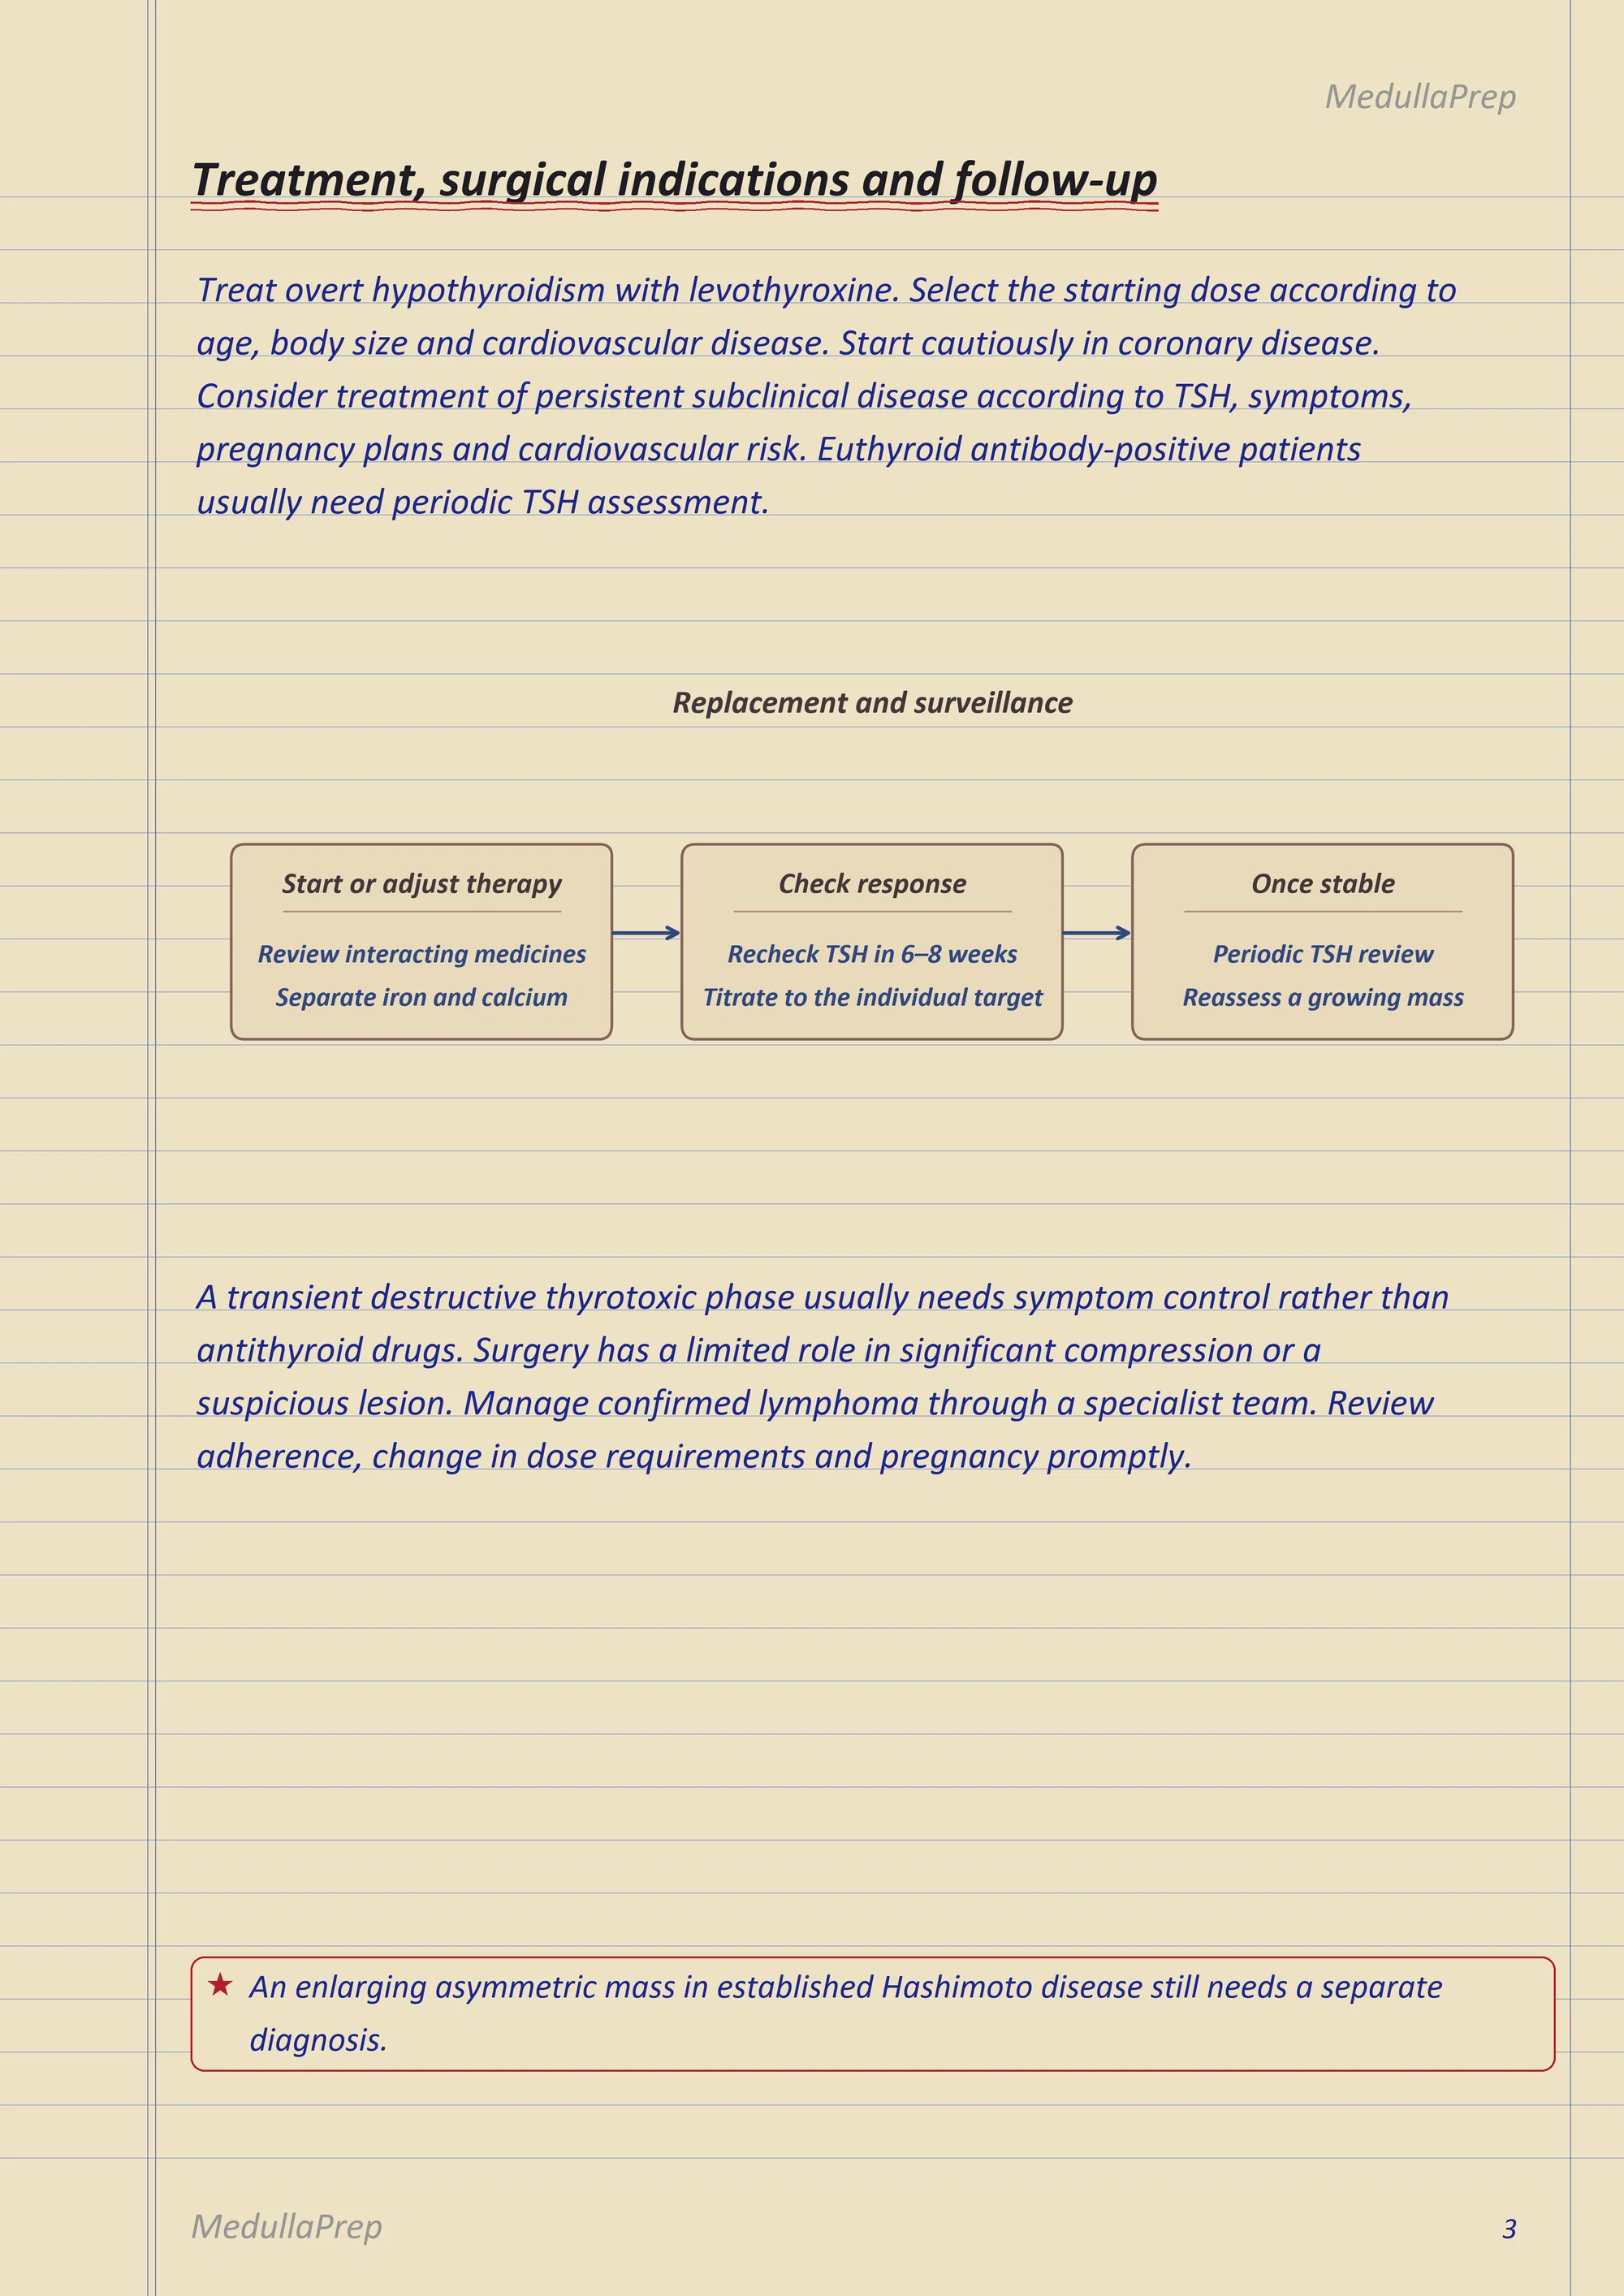 MedullaPrep
Treatment, surgical indications and follow-up
Treat overt hypothyroidism with levothyroxine. Select the starting dose according to
age, body size and cardiovascular disease. Start cautiously in coronary disease.
Consider treatment of persistent subclinical disease according to TSH, symptoms,
pregnancy plans and cardiovascular risk. Euthyroid antibody-positive patients
usually need periodic TSH assessment.
Replacement and surveillance
Start or adjust therapy
Review interacting medicines
Separate iron and calcium
Check response
Recheck TSH in 6–8 weeks
Titrate to the individual target
Once stable
Periodic TSH review
Reassess a growing mass
A transient destructive thyrotoxic phase usually needs symptom control rather than
antithyroid drugs. Surgery has a limited role in significant compression or a
suspicious lesion. Manage confirmed lymphoma through a specialist team. Review
adherence, change in dose requirements and pregnancy promptly.
★ An enlarging asymmetric mass in established Hashimoto disease still needs a separate
diagnosis.
MedullaPrep
3